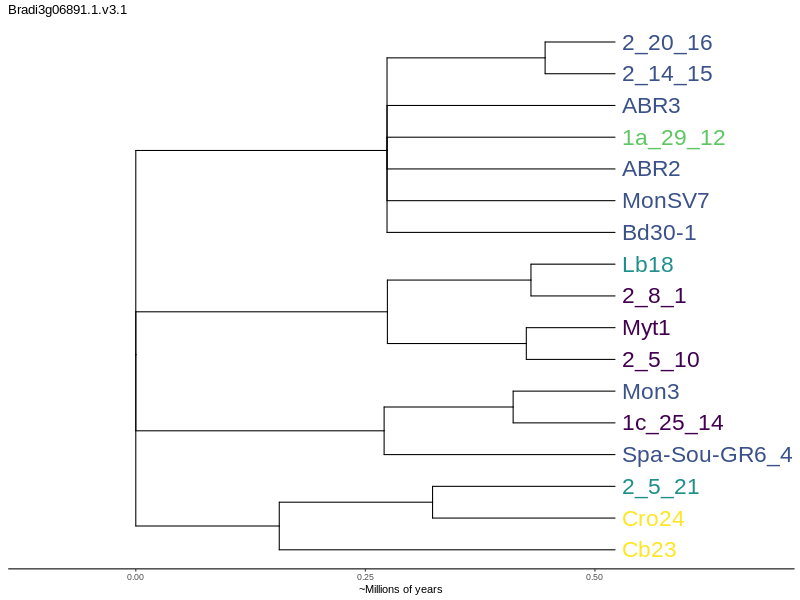 Bradi3g06891.1.v3.1
2_20_16
2_14_15
ABR3
1a_29_12
ABR2
MonSV7
Bd30-1
Lb18
2_8_1
Myt1
2_5_10
Mon3
1c_25_14
Spa-Sou-GR6_4
2_5_21
Cro24
Cb23
0.00 0.25 0.50
~Millions of years